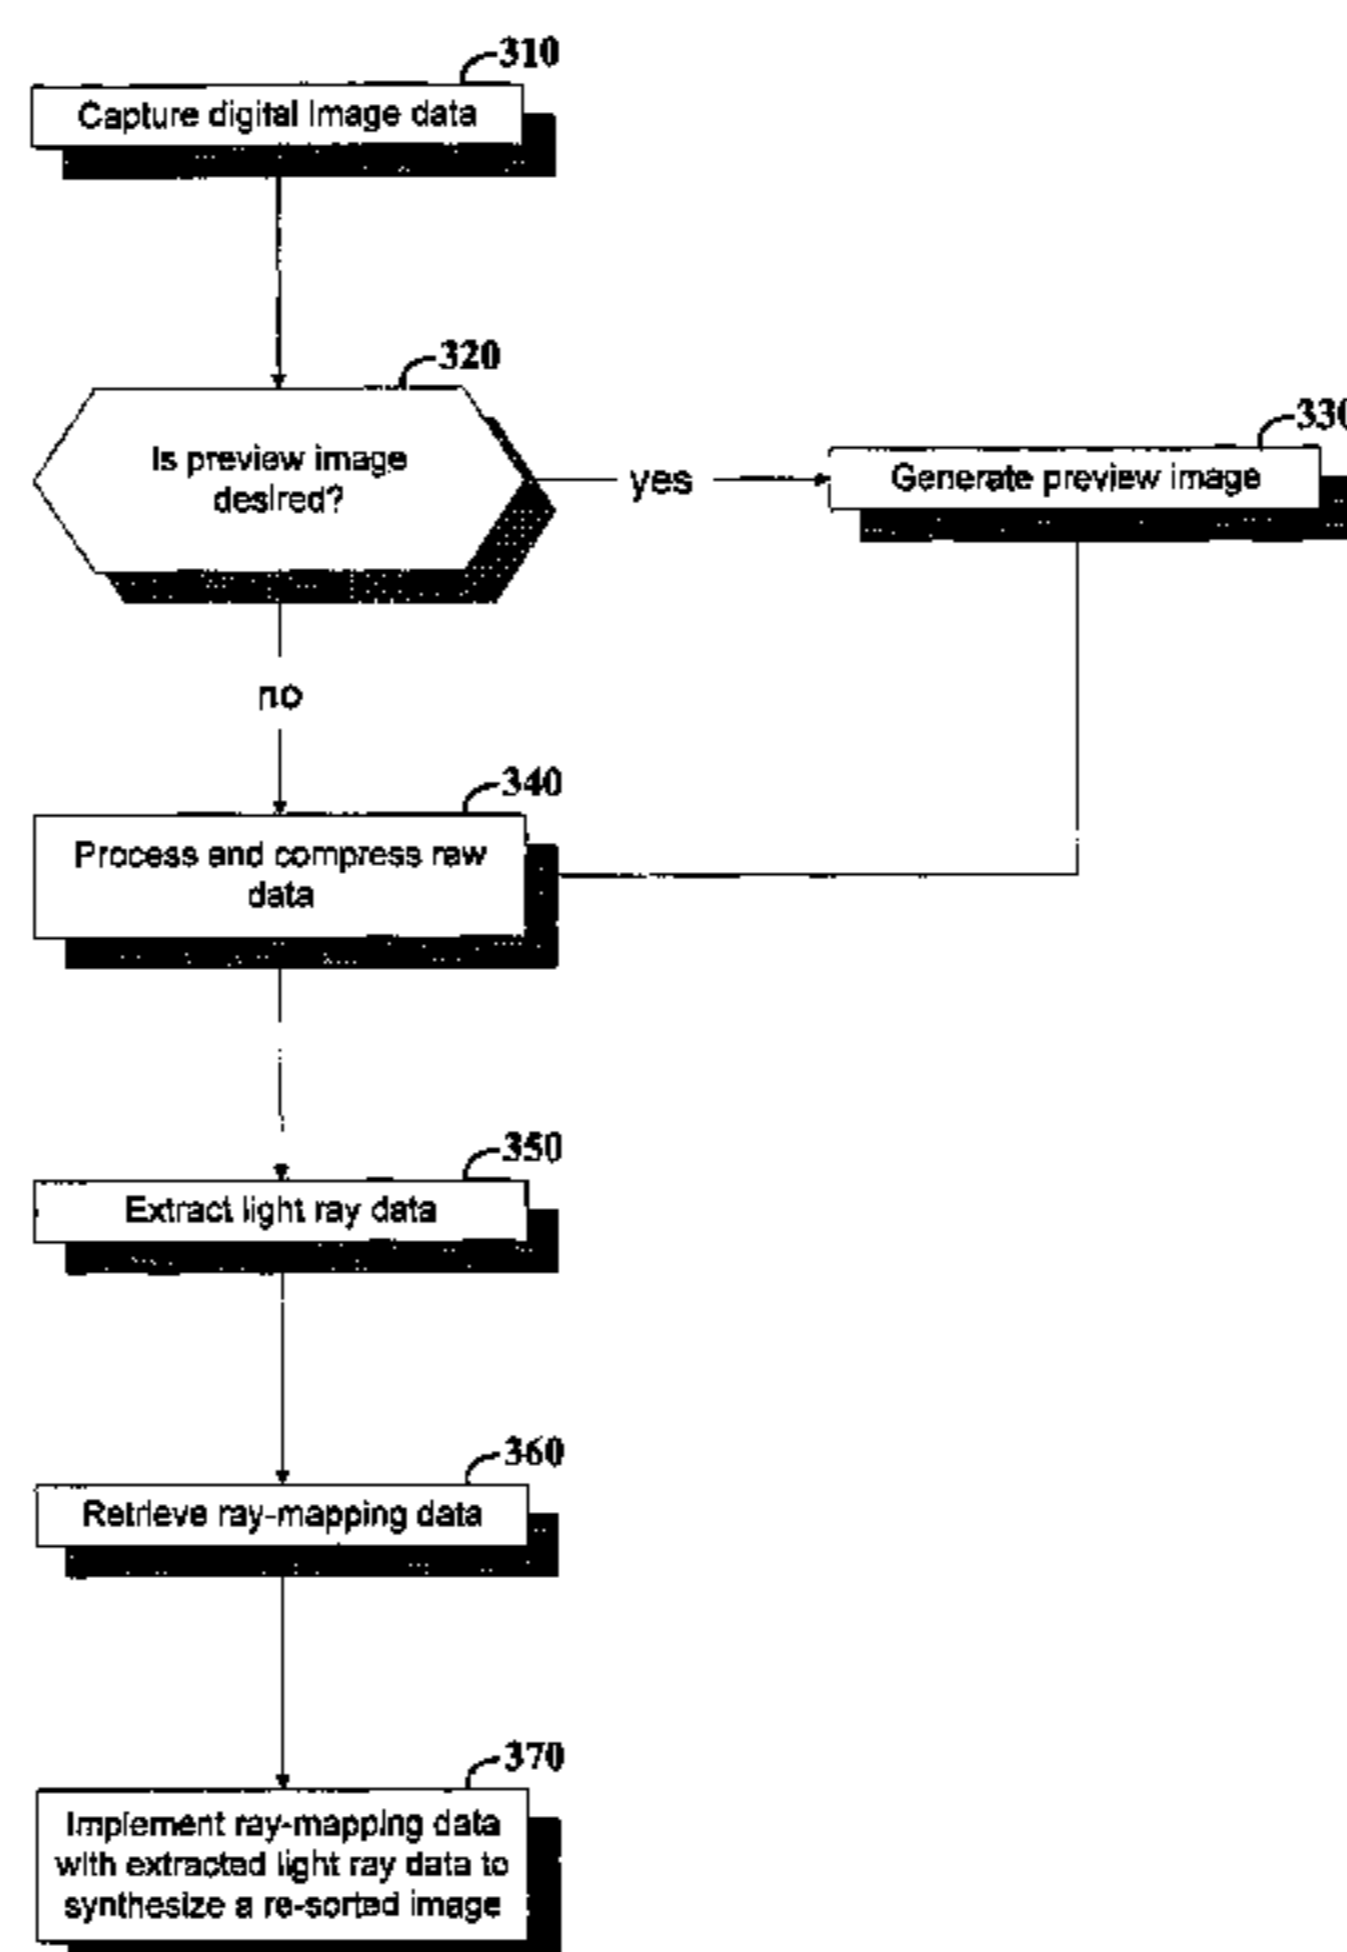 310
Capture digital image data
320
Is preview image
desired?
yes
330
Generate preview image
no
340
Process and compress raw
data
350
Extract light ray data
360
Retrieve ray-mapping data
370
Implement ray-mapping data
with extracted light ray data to
synthesize a re-sorted image